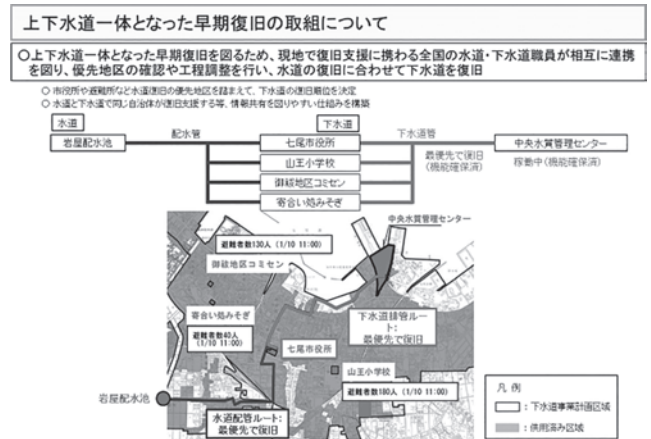 上下水道一体となった早期復旧の取組について
○上下水道一体となった早期復旧を図るため、現地で復旧支援に携わる全国の水道・下水道職員が相互に連携
を図り、優先地区の確認や工程調整を行い、水道の復旧に合わせて下水道を復旧
○ 市役所や避難所など水道復旧の優先地区を踏まえて、下水道の復旧順位を決定
○ 水道と下水道で同じ自治体が復旧支援する等、情報共有を図りやすい仕組みを構築
水道
下水道
岩屋配水池
配水管
七尾市役所
下水道管
中央水質管理センター
山王小学校
最優先で復旧
(機能確保済)
稼動中(機能確保済)
御祓地区コミセン
寄合い処みそぎ
中央水質管理センター
避難者数130人 (1/10 11:00)
御祓地区コミセン
寄合い処みそぎ
避難者数40人
(1/10 11:00)
下水道排管ルート:
最優先で復旧
七尾市役所
山王小学校
避難者数180人 (1/10 11:00)
岩屋配水池
水道配管ルート:
最優先で復旧
凡 例
:下水道事業計画区域
:供用済み区域